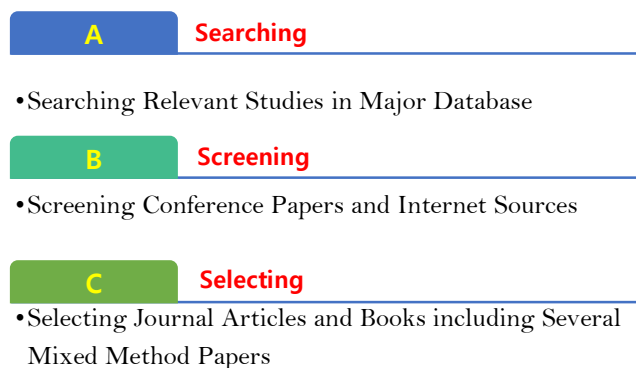 A Searching
•Searching Relevant Studies in Major Database
B Screening
•Screening Conference Papers and Internet Sources
C Selecting
•Selecting Journal Articles and Books including Several
Mixed Method Papers